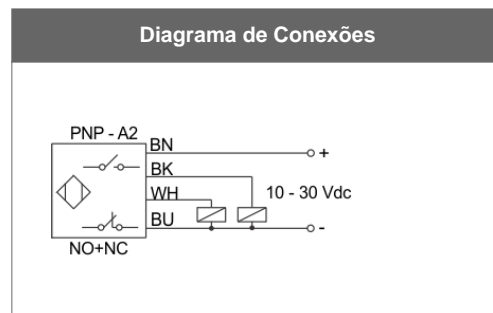 Diagrama de Conexões
PNP - A2
BN
+
BK
WH
10 - 30 Vdc
BU
-
NO+NC